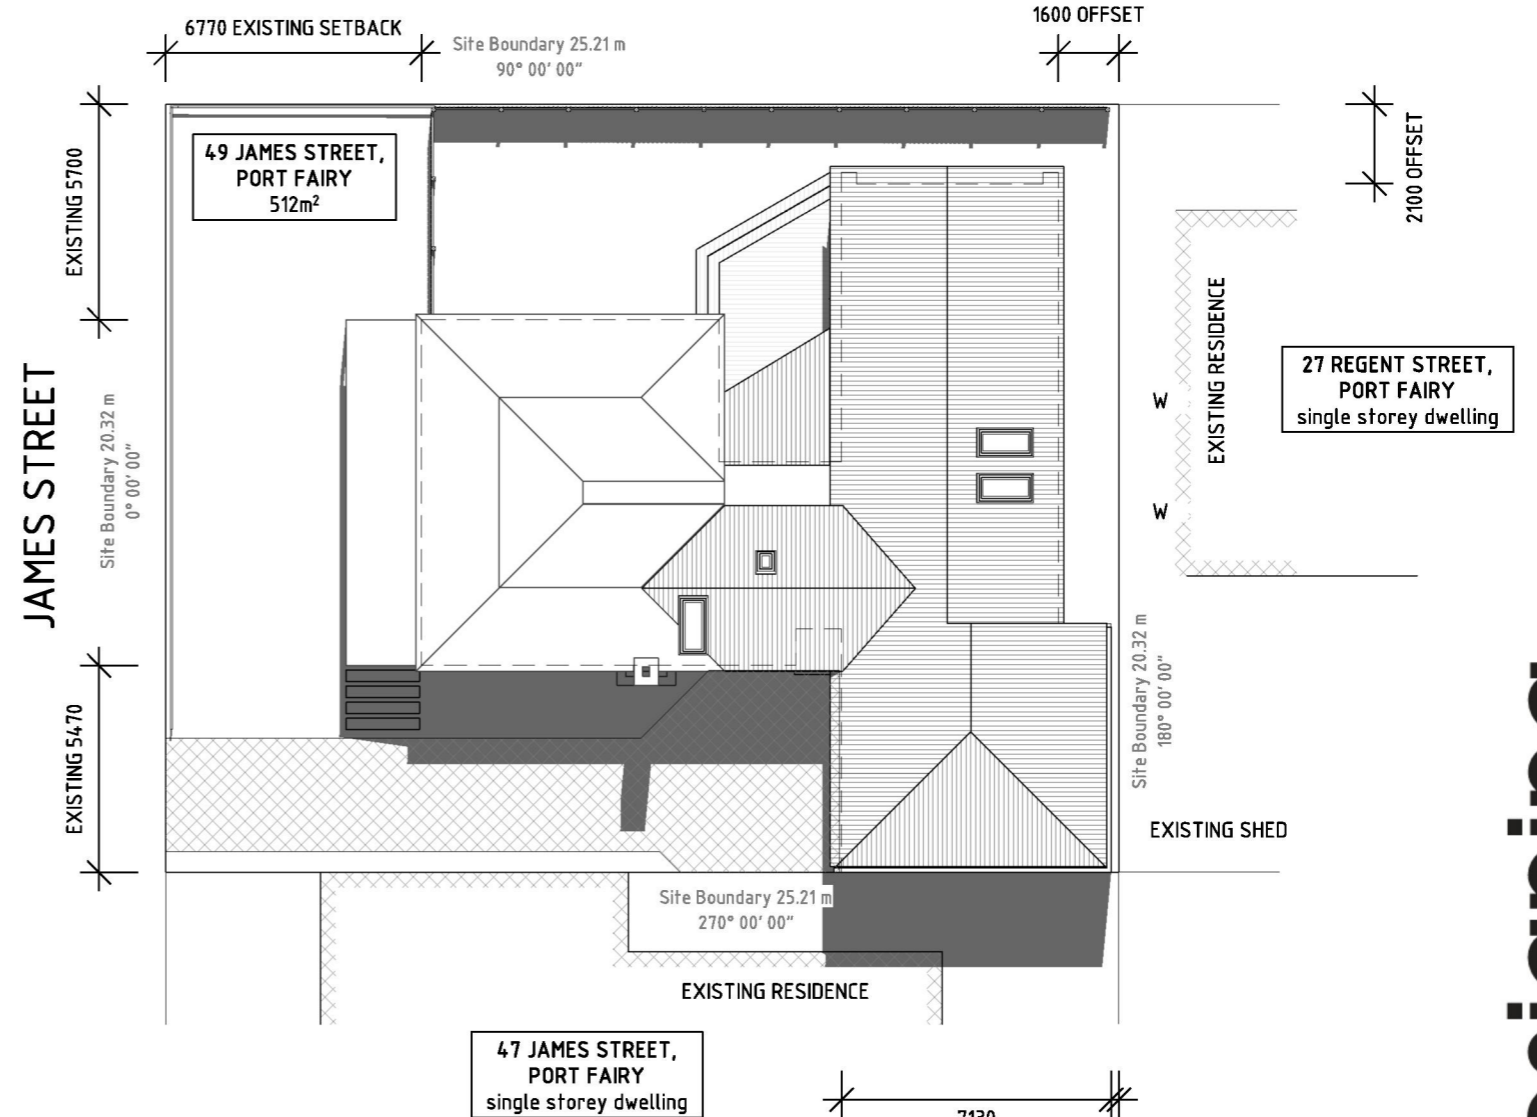 6770 EXISTING SETBACK
Site Boundary 25.21 m
90° 00' 00"
1600 OFFSET
49 JAMES STREET,
PORT FAIRY
512m²
EXISTING 5700
2100 OFFSET
EXISTING RESIDENCE
27 REGENT STREET,
PORT FAIRY
single storey dwelling
W
W
JAMES STREET
Site Boundary 20.32 m
0° 00' 00"
EXISTING 5470
Site Boundary 20.32 m
180° 00' 00"
EXISTING SHED
Site Boundary 25.21 m
270° 00' 00"
EXISTING RESIDENCE
47 JAMES STREET,
PORT FAIRY
single storey dwelling
7130